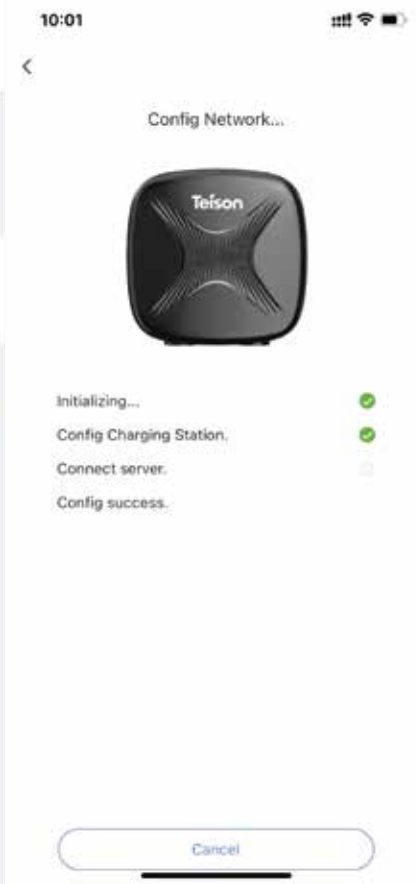 10:01
Config Network...
Teison
Initializing...
Config Charging Station.
Connect server.
Config success.
Cancel